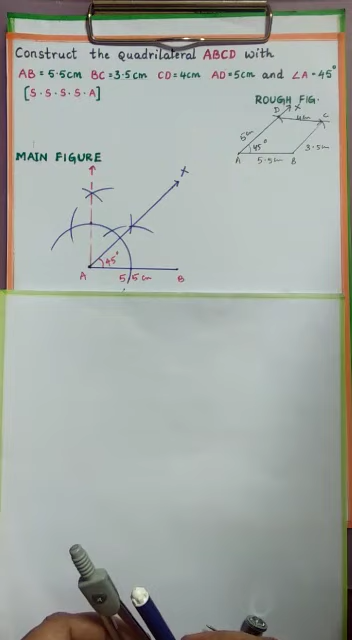 Construct the Quadrilateral ABCD with
AB = 5.5cm BC = 3.5cm CD = 4cm AD = 5cm and ∠A = 45°
[S.S.S.S.A]
ROUGH FIG.
D X
4cm C
5cm
45°
3.5cm
A 5.5cm B
MAIN FIGURE
X
45°
A 5.5cm B